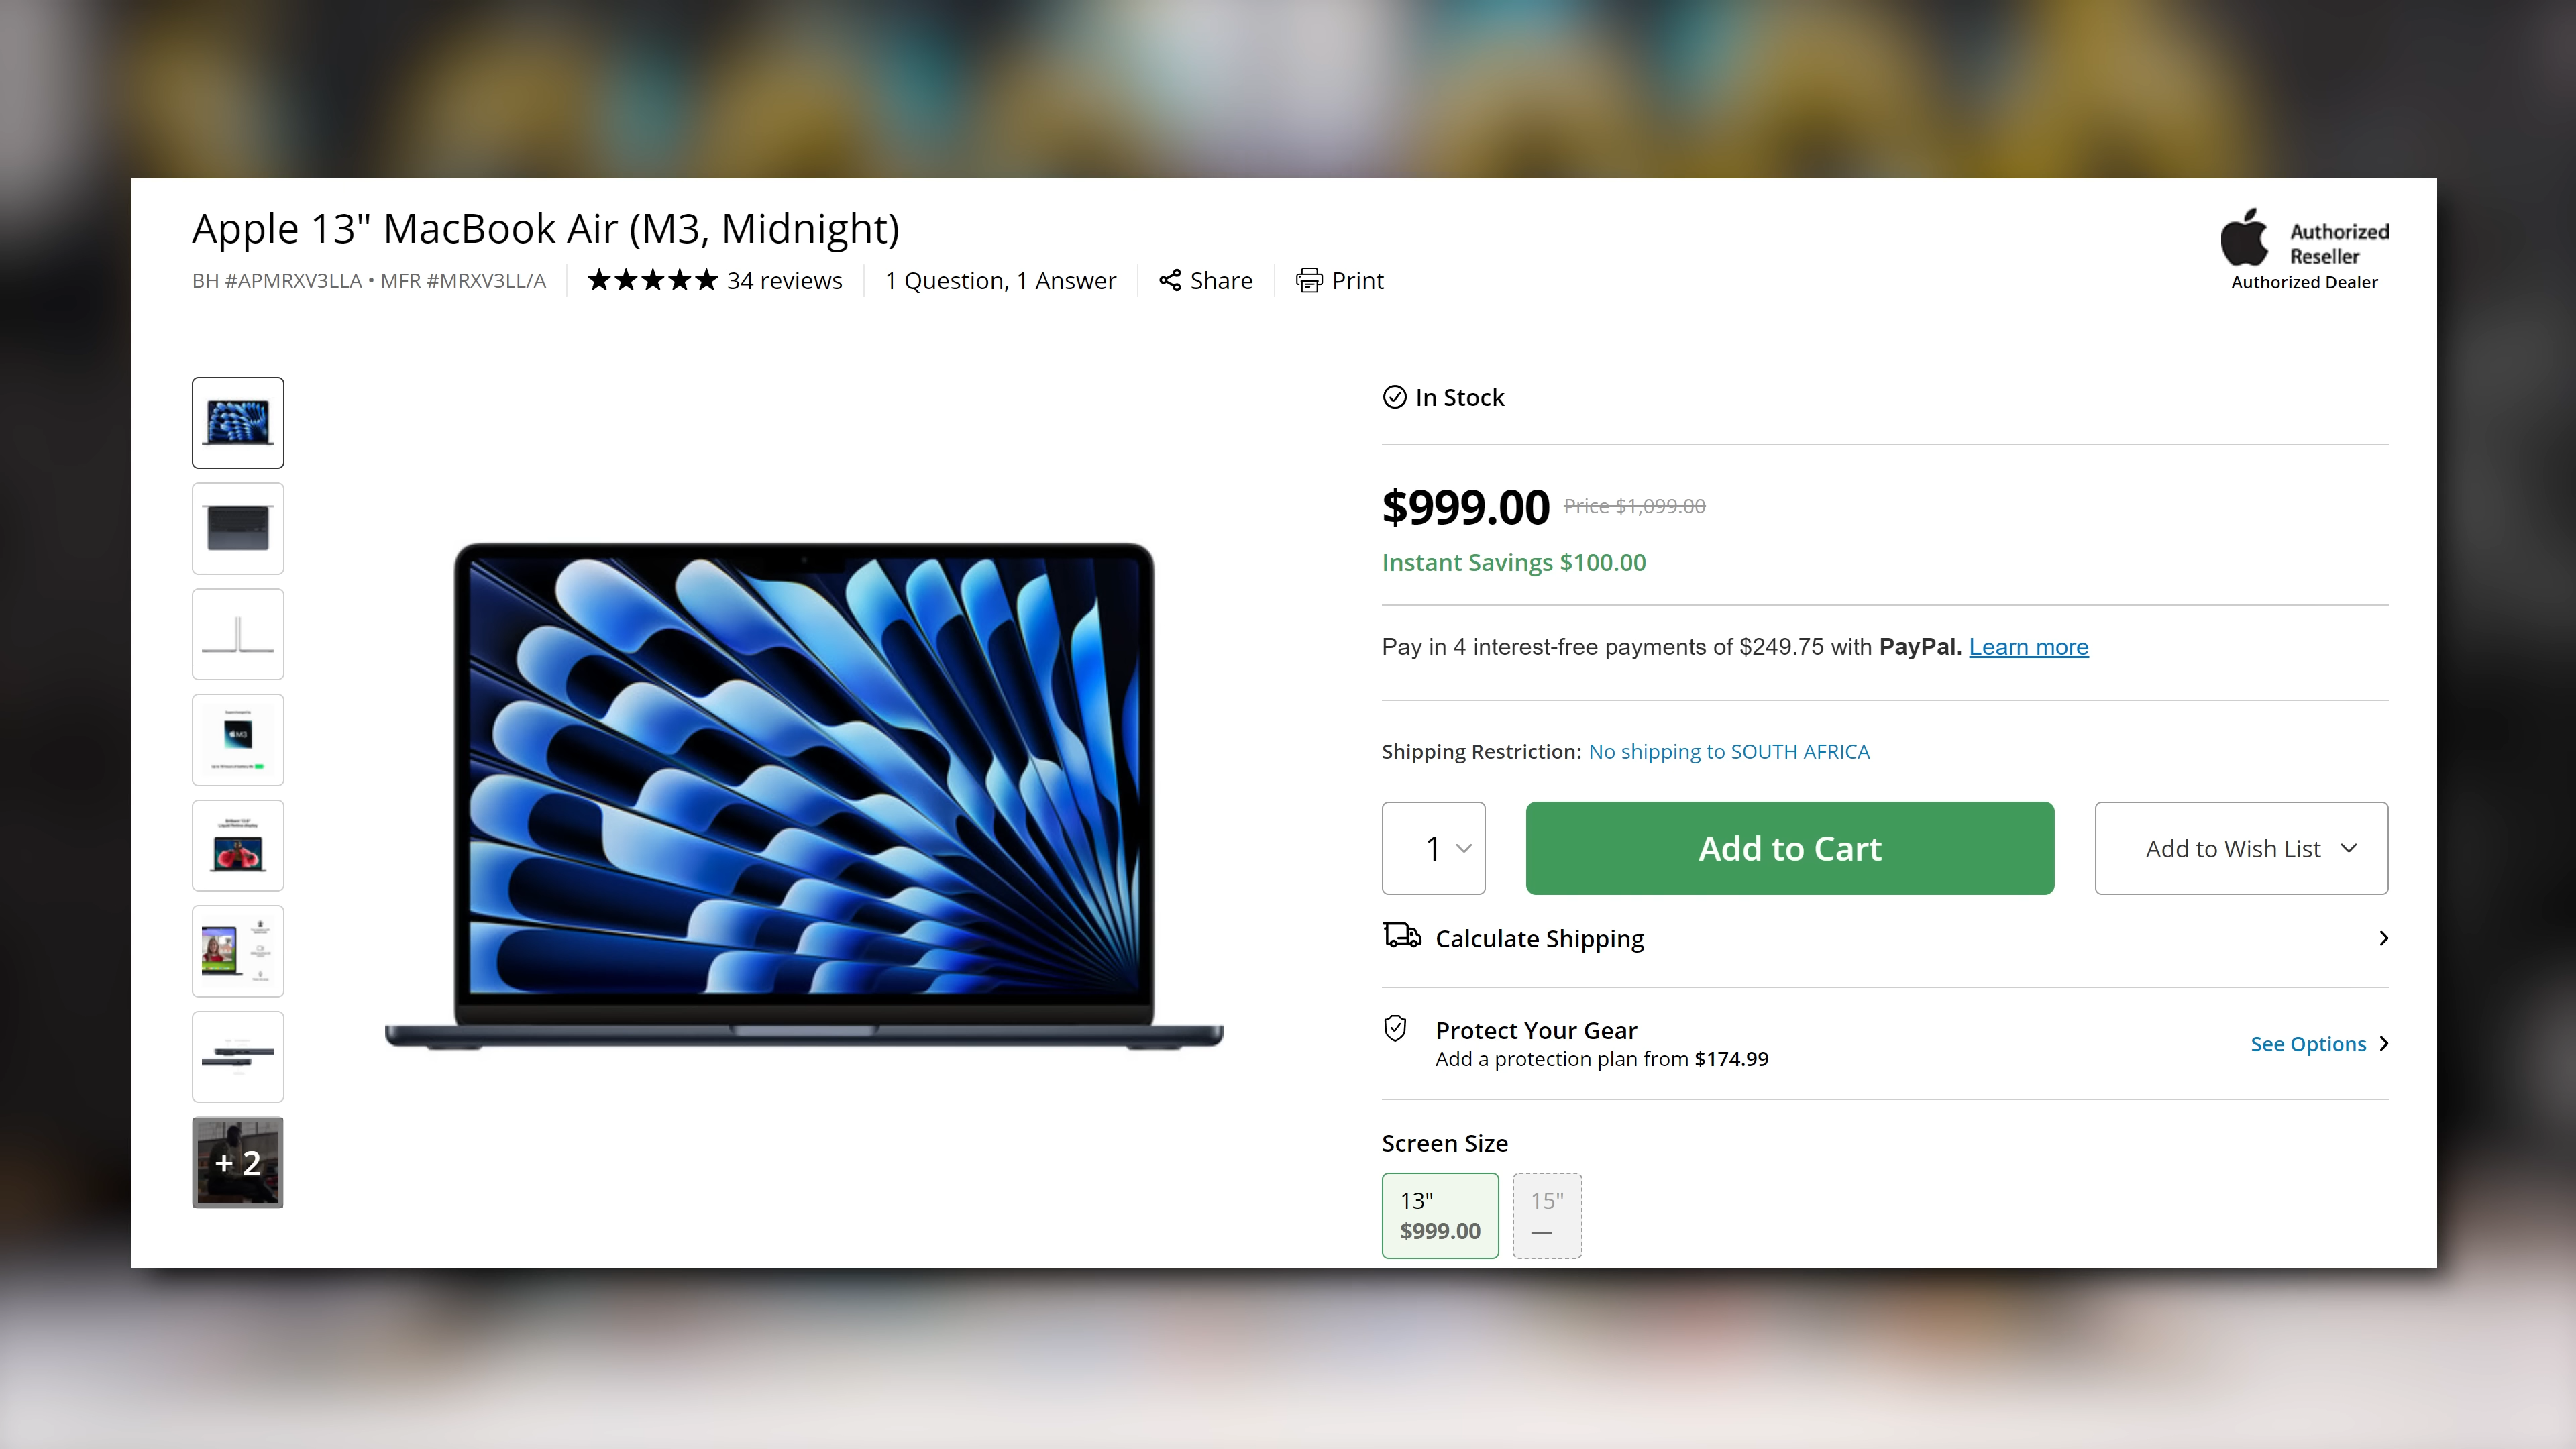 Apple 13" MacBook Air (M3, Midnight)
BH #APMRXV3LLA • MFR #MRXV3LL/A
34 reviews
1 Question, 1 Answer
Share
Print
Authorized
Reseller
Authorized Dealer
In Stock
$999.00 Price $1,099.00
Instant Savings $100.00
Pay in 4 interest-free payments of $249.75 with PayPal. Learn more
Shipping Restriction: No shipping to SOUTH AFRICA
1
Add to Cart
Add to Wish List
Calculate Shipping
Protect Your Gear
Add a protection plan from $174.99
See Options
Screen Size
13"
$999.00
15"
—
M3
+ 2